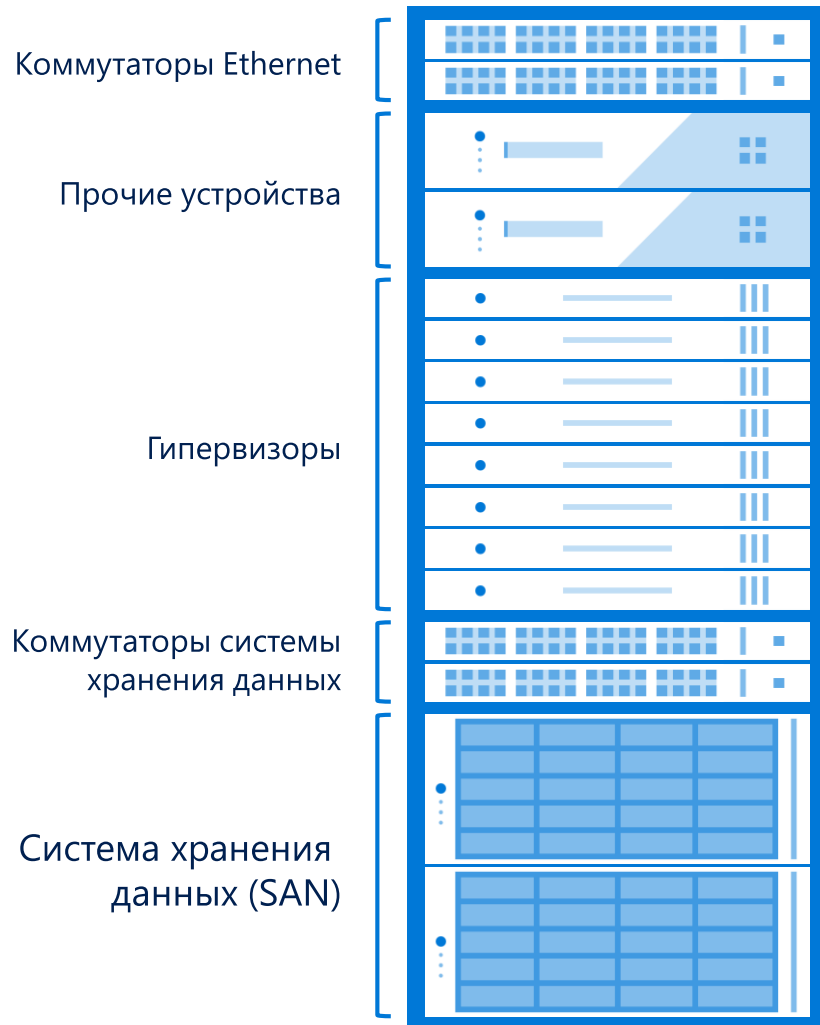 Коммутаторы Ethernet
Прочие устройства
Гипервизоры
Коммутаторы системы
хранения данных
Система хранения
данных (SAN)